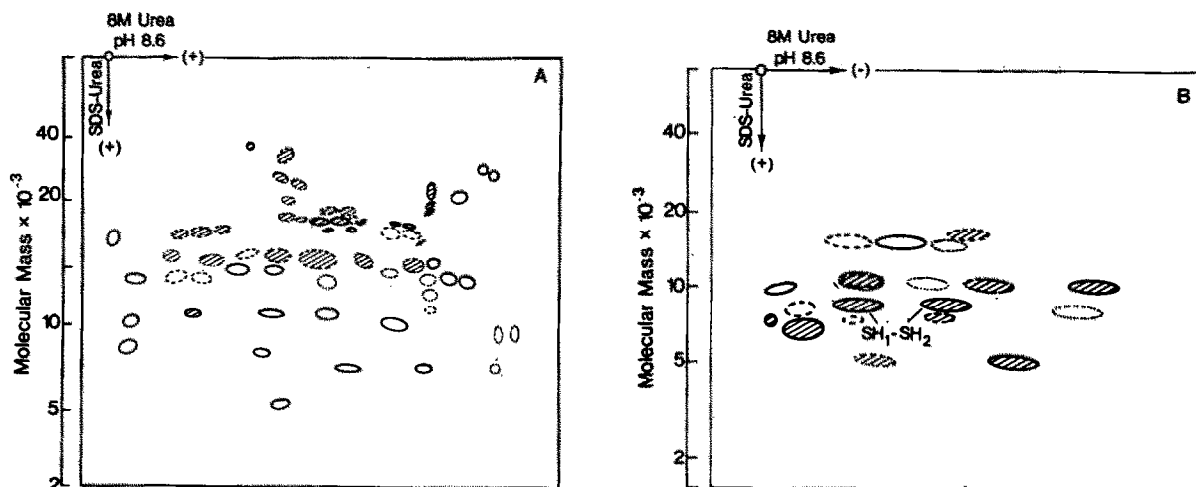 8M Urea
pH 8.6
(+)
A
SDS-Urea
(+)
40
20
10
5
2
Molecular Mass × 10⁻³
8M Urea
pH 8.6
(-)
B
SDS-Urea
(+)
40
20
10
5
2
Molecular Mass × 10⁻³
SH₁-SH₂